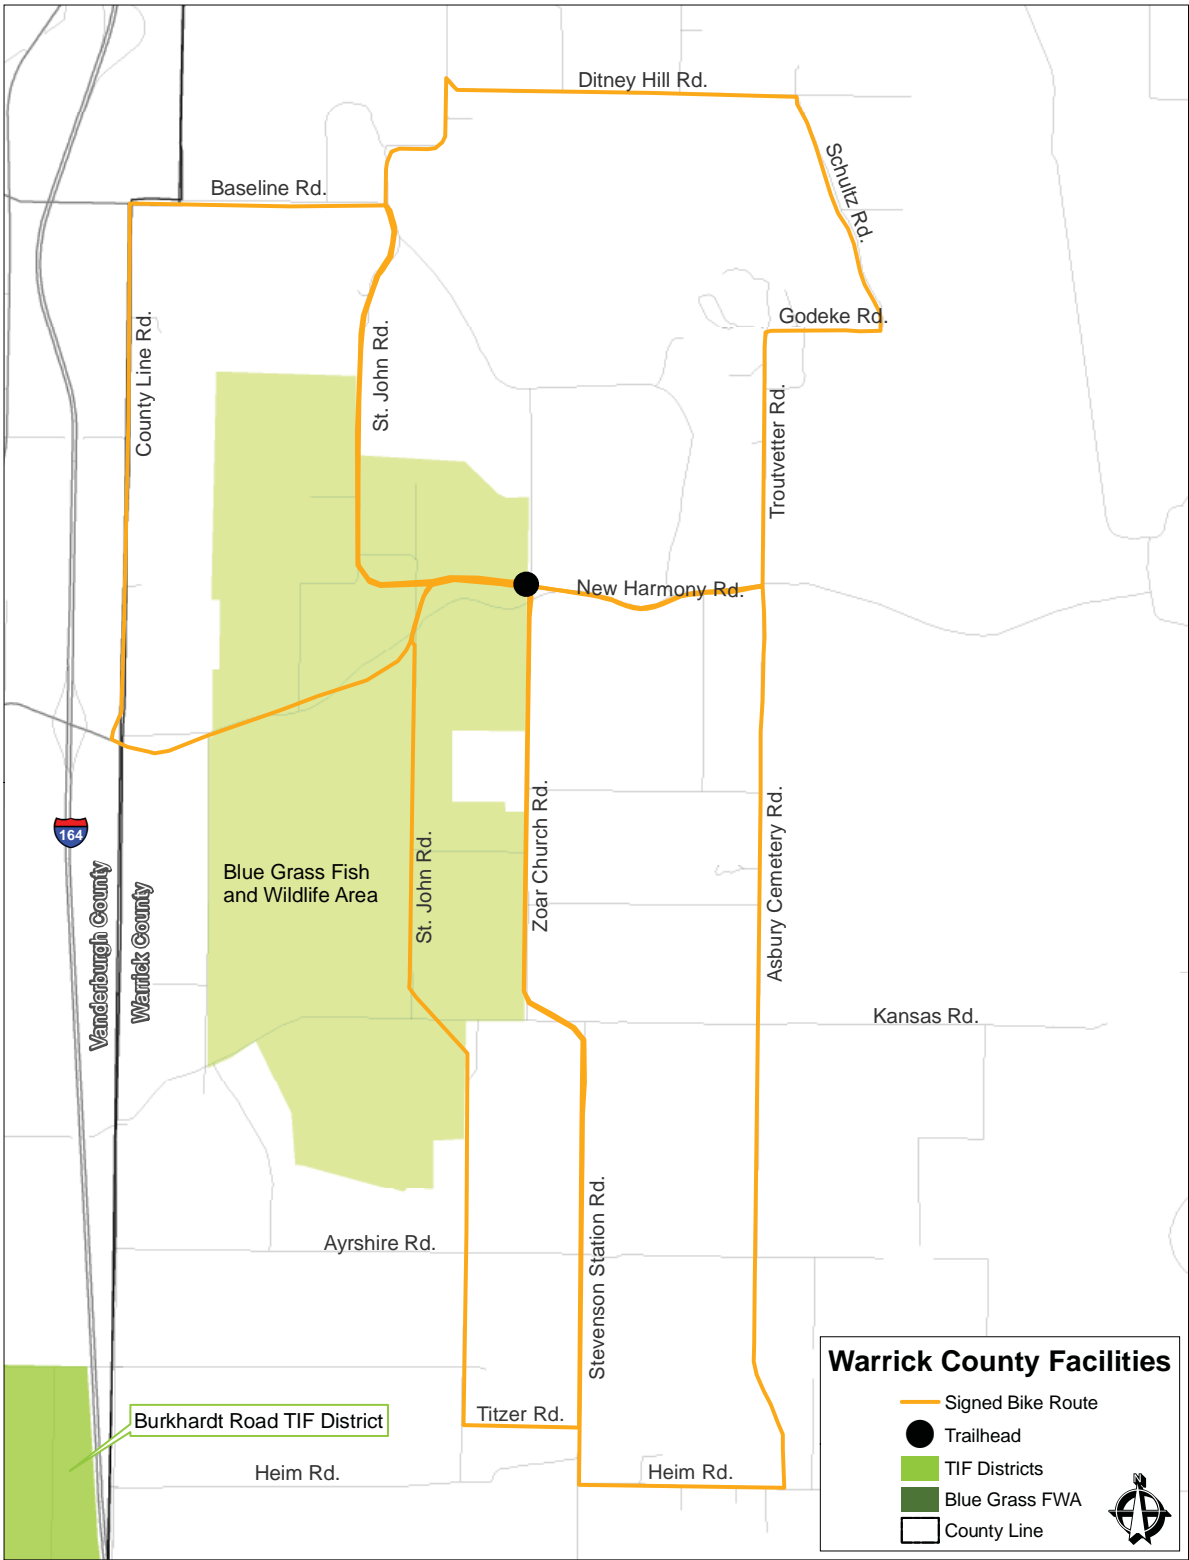 Ditney Hill Rd.
Schultz Rd.
Baseline Rd.
Godeke Rd.
County Line Rd.
St. John Rd.
Troutvetter Rd.
New Harmony Rd.
164
Blue Grass Fish
and Wildlife Area
St. John Rd.
Zoar Church Rd.
Asbury Cemetery Rd.
Vanderburgh County
Warrick County
Kansas Rd.
Ayrshire Rd.
Stevenson Station Rd.
Burkhardt Road TIF District
Titzer Rd.
Heim Rd.
Heim Rd.
Warrick County Facilities
Signed Bike Route
Trailhead
TIF Districts
Blue Grass FWA
County Line
N